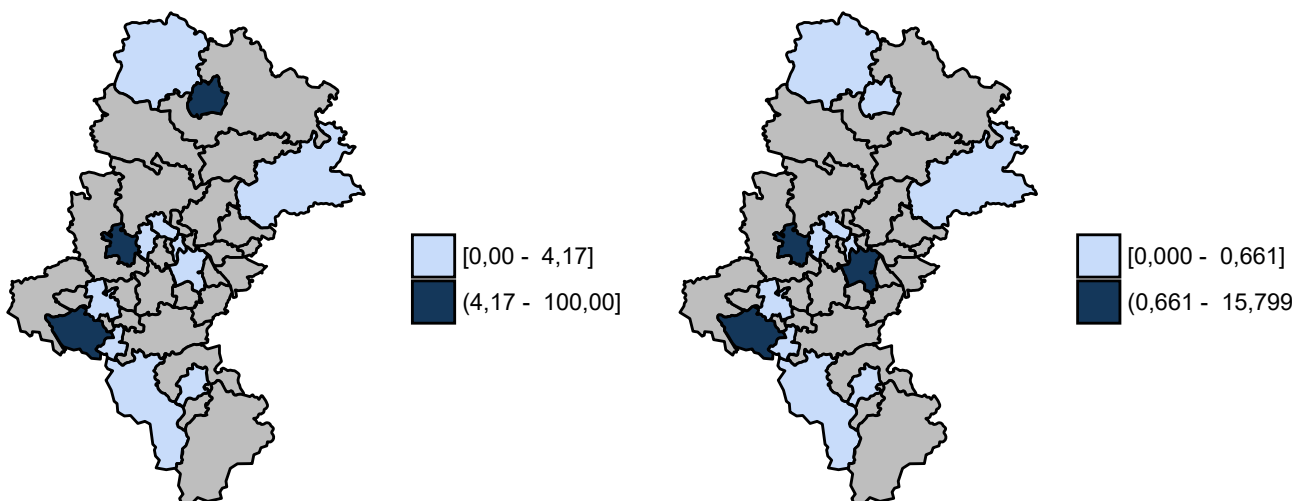 [0,00 - 4,17]
(4,17 - 100,00]
[0,000 - 0,661]
(0,661 - 15,799